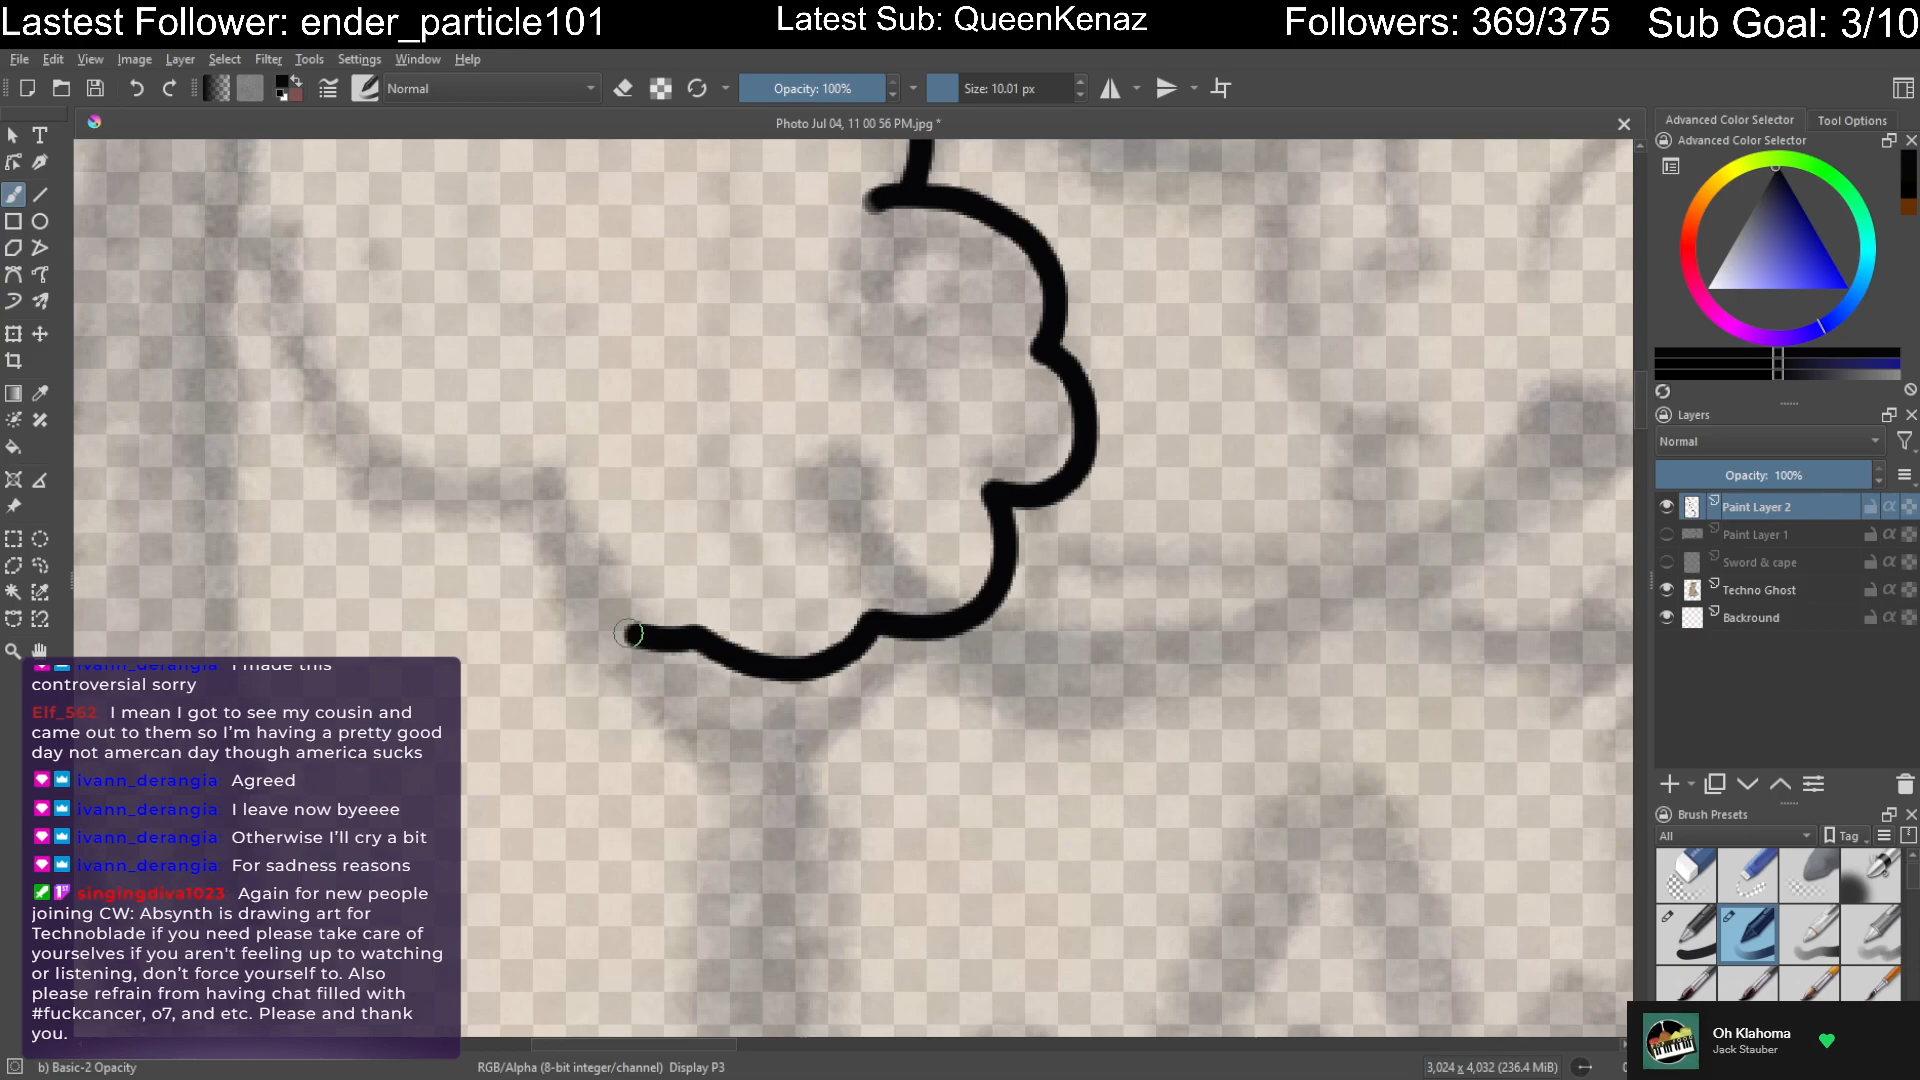 Lastest Follower: ender_particle101
Latest Sub: QueenKenaz
Followers: 369/375
Sub Goal: 3/10
File Edit View Image Layer Select Filter Tools Settings Window Help
Normal
Opacity: 100%
Size: 10.01 px
Photo Jul 04, 11 00 56 PM.jpg *
Advanced Color Selector
Tool Options
Advanced Color Selector
Layers
Normal
Opacity: 100%
Paint Layer 2
Paint Layer 1
Sword & cape
Techno Ghost
Backround
Brush Presets
All
Tag
ivann_derangia I made this
controversial sorry
Elf_562 I mean I got to see my cousin and
came out to them so I'm having a pretty good
day not amercan day though america sucks
ivann_derangia Agreed
ivann_derangia I leave now byeeee
ivann_derangia Otherwise I'll cry a bit
ivann_derangia For sadness reasons
singingdiva1023 Again for new people
joining CW: Absynth is drawing art for
Technoblade if you need please take care of
yourselves if you aren't feeling up to watching
or listening, don't force yourself to. Also
please refrain from having chat filled with
#fuckcancer, o7, and etc. Please and thank
you.
Oh Klahoma
Jack Stauber
b) Basic-2 Opacity
RGB/Alpha (8-bit integer/channel) Display P3
3,024 x 4,032 (236.4 MiB)